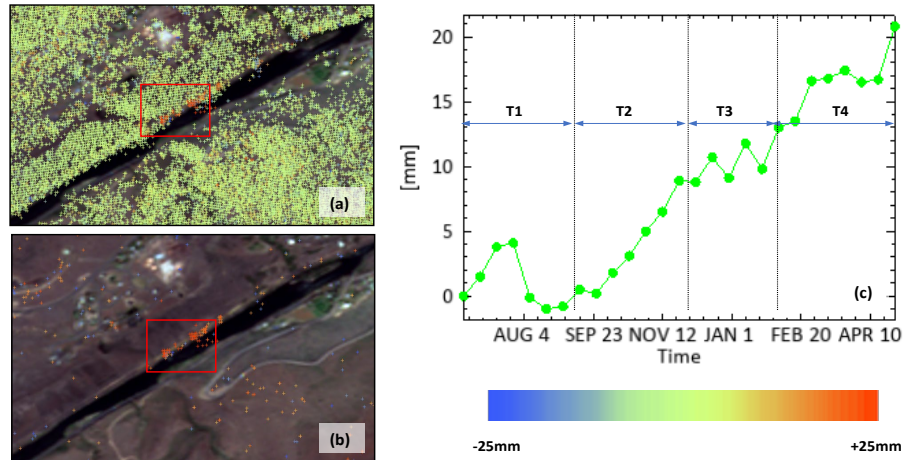 (a)
(b)
20
15
10
5
0
[mm]
T1 T2 T3 T4
(c)
AUG 4 SEP 23 NOV 12 JAN 1 FEB 20 APR 10
Time
-25mm +25mm